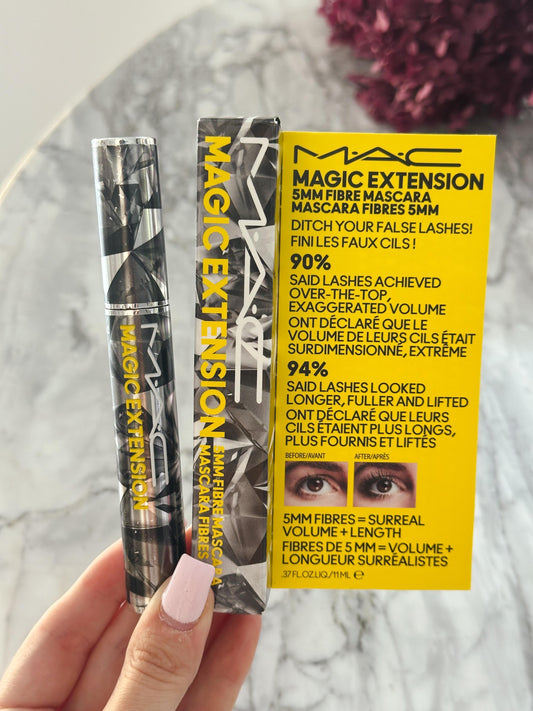 M·A·C
MAGIC EXTENSION
M·A·C
MAGIC EXTENSION
5MM FIBRE MASCARA
MASCARA FIBRES
M·A·C
MAGIC EXTENSION
5MM FIBRE MASCARA
MASCARA FIBRES 5MM
DITCH YOUR FALSE LASHES!
FINI LES FAUX CILS !
90%
SAID LASHES ACHIEVED
OVER-THE-TOP,
EXAGGERATED VOLUME
ONT DÉCLARÉ QUE LE
VOLUME DE LEURS CILS ÉTAIT
SURDIMENSIONNÉ, EXTRÊME
94%
SAID LASHES LOOKED
LONGER, FULLER AND LIFTED
ONT DÉCLARÉ QUE LEURS
CILS ÉTAIENT PLUS LONGS,
PLUS FOURNIS ET LIFTÉS
BEFORE/AVANT AFTER/APRÈS
5MM FIBRES = SURREAL
VOLUME + LENGTH
FIBRES DE 5 MM = VOLUME +
LONGUEUR SURRÉALISTES
.37 FL.OZ.LIQ./11 ML ℮